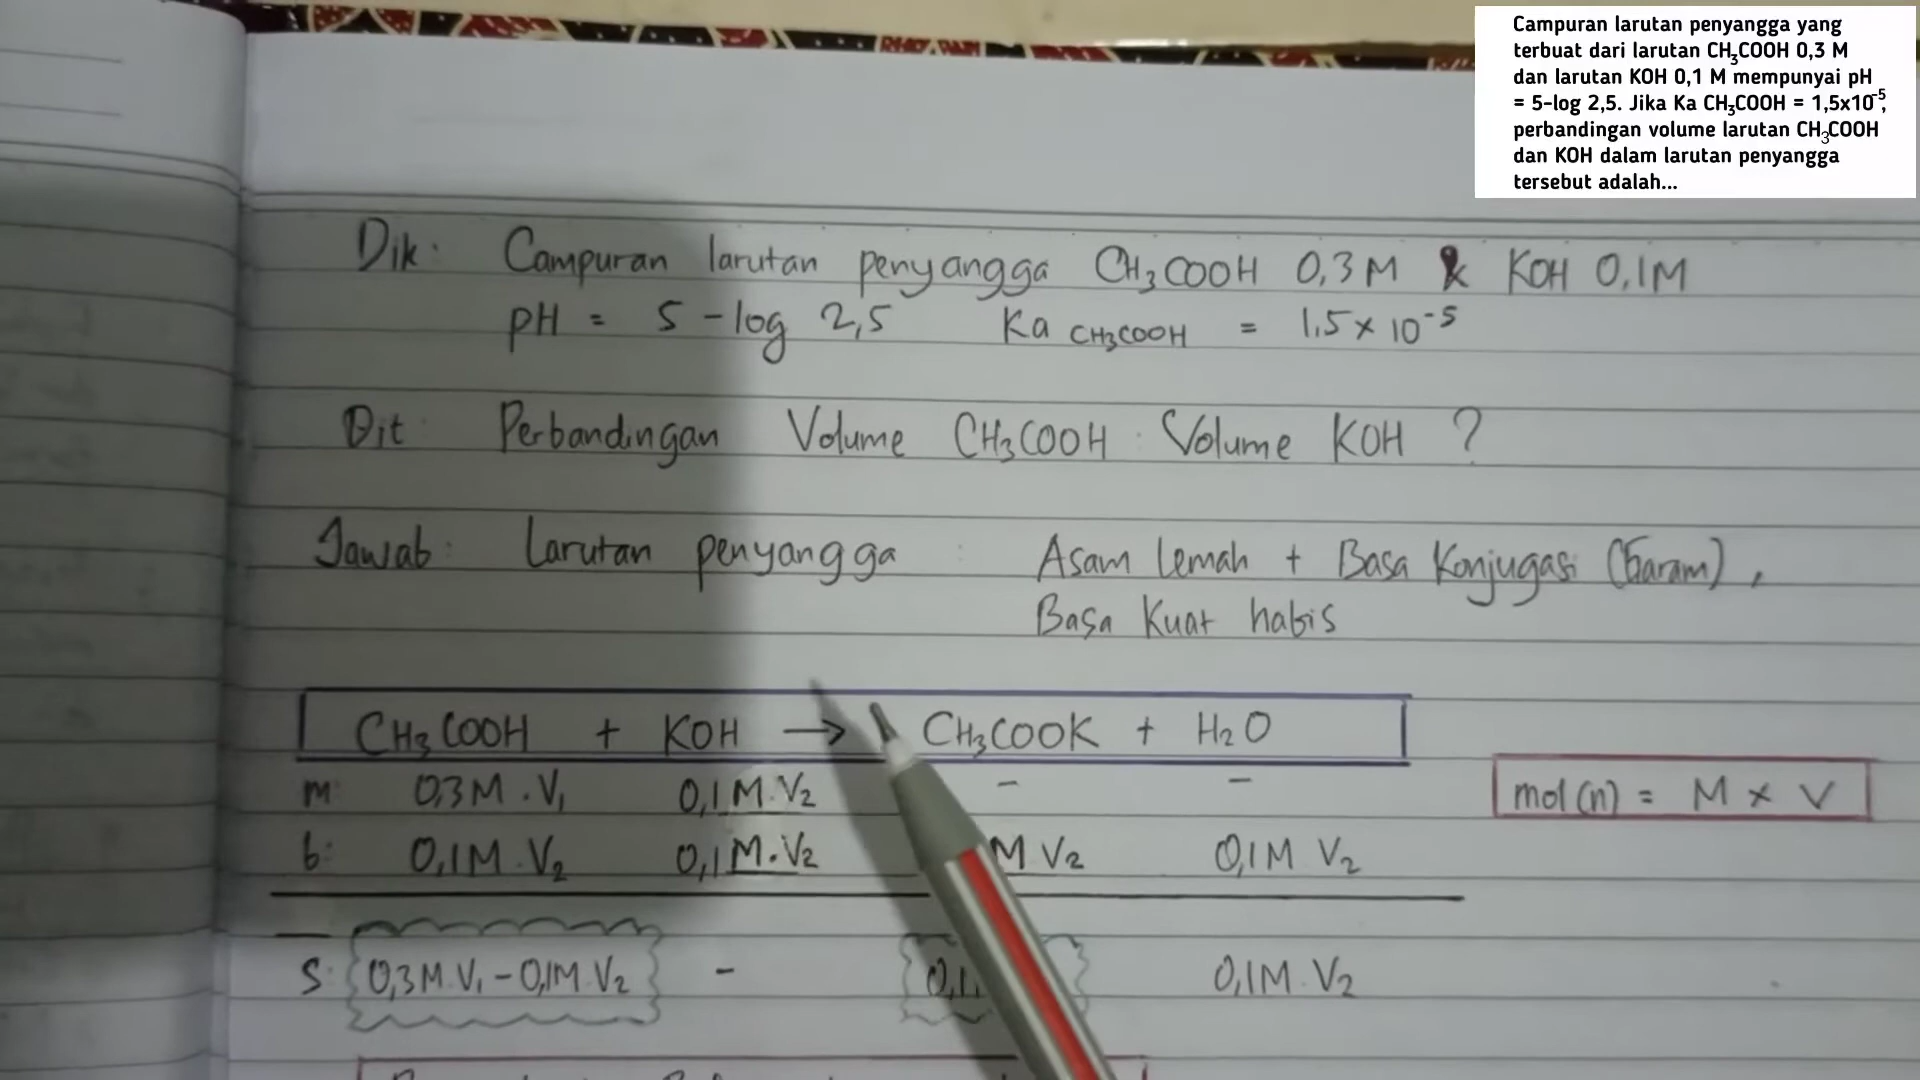 Campuran larutan penyangga yang
terbuat dari larutan CH3COOH 0,3 M
dan larutan KOH 0,1 M mempunyai pH
= 5-log 2,5. Jika Ka CH3COOH = 1,5x10-5,
perbandingan volume larutan CH3COOH
dan KOH dalam larutan penyangga
tersebut adalah...
Dik: Campuran larutan penyangga CH3COOH 0,3 M & KOH 0,1M
pH = 5 - log 2,5 Ka CH3COOH = 1,5 x 10-5
Dit: Perbandingan Volume CH3COOH : Volume KOH ?
Jawab: Larutan penyangga : Asam lemah + Basa Konjugasi (Garam),
Basa Kuat habis
CH3COOH + KOH → CH3COOK + H2O
m: 0,3M . V1 0,1 M.V2 - -
mol (n) = M x V
b: 0,1M . V2 0,1 M.V2 M V2 0,1M V2
S: 0,3M.V1 - 0,1M.V2 - 0,1M.V2